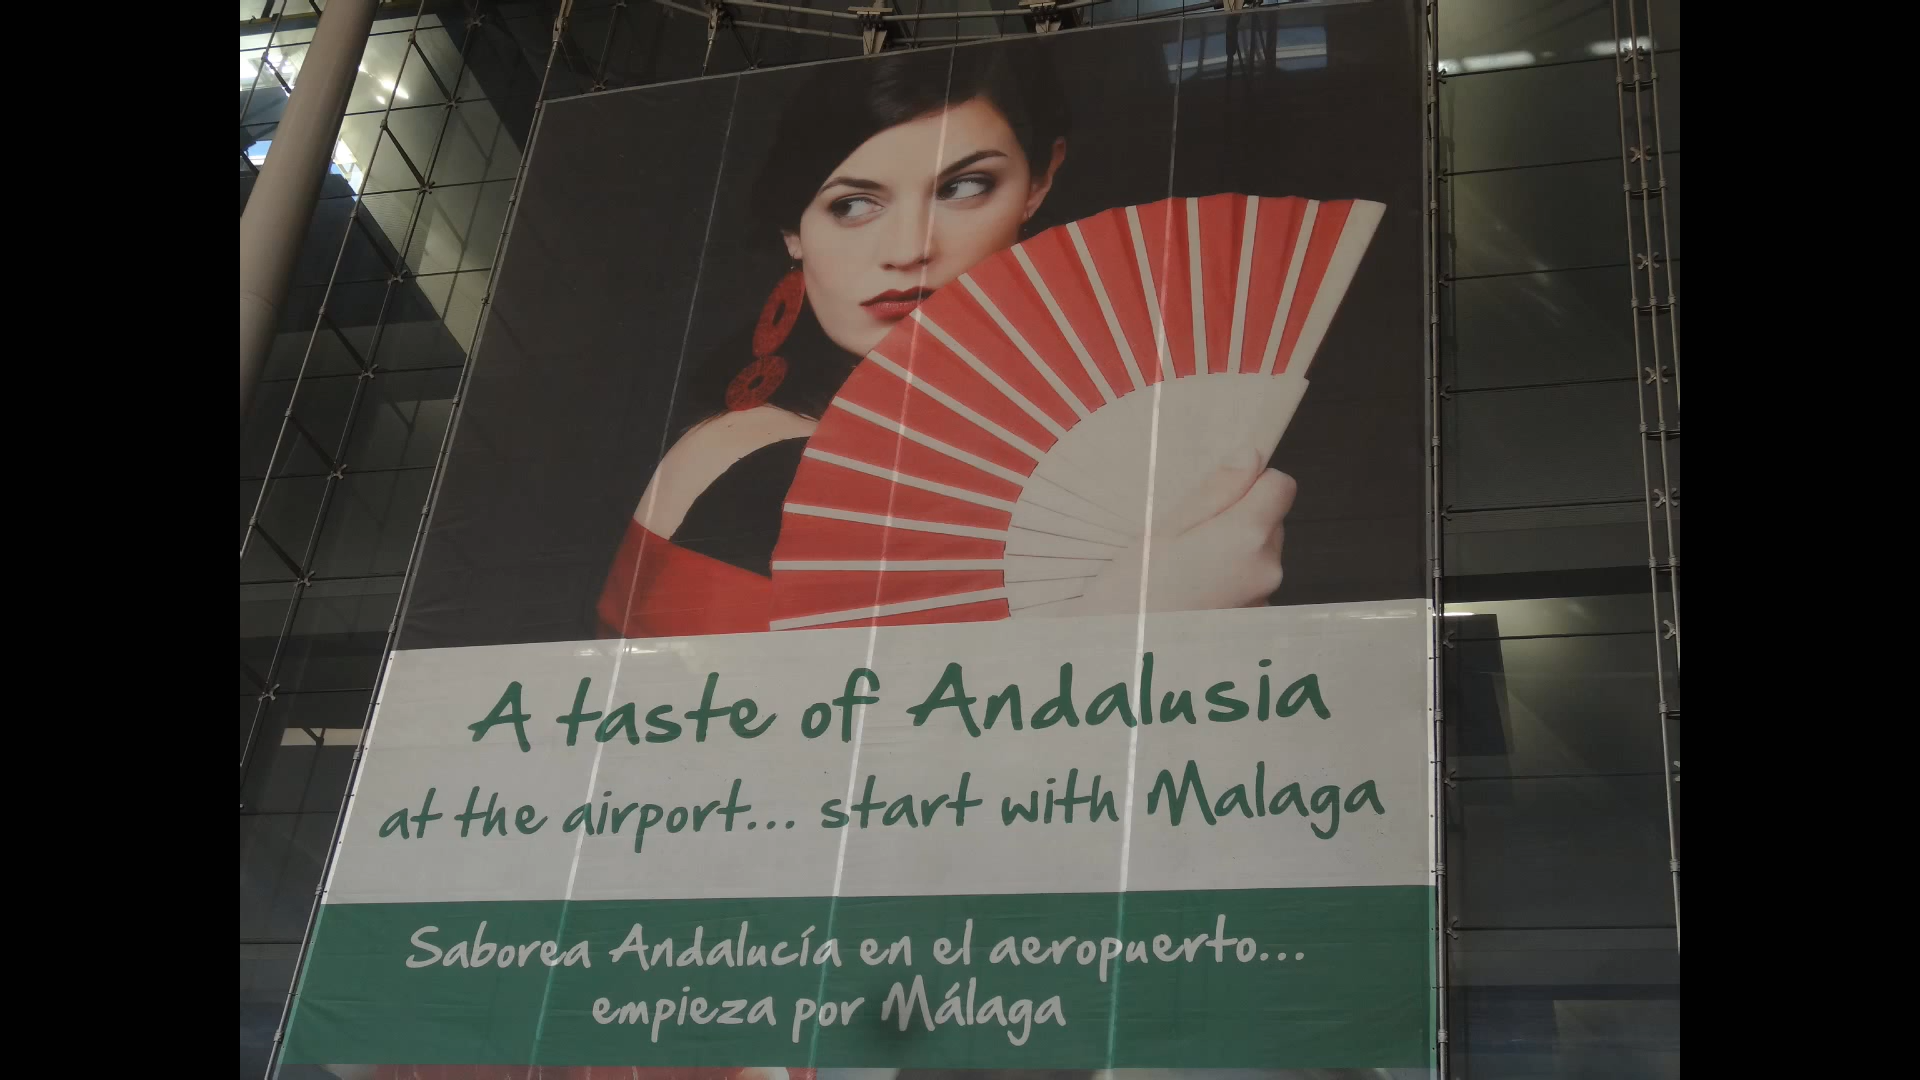 A taste of Andalusia
at the airport... start with Malaga
Saborea Andalucía en el aeropuerto...
empieza por Málaga